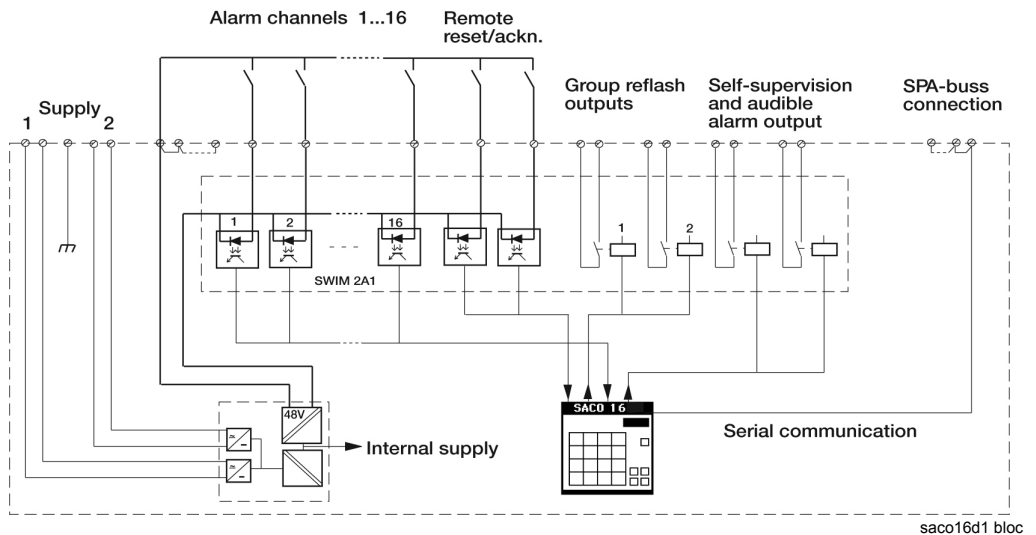 Alarm channels 1...16
Remote
reset/ackn.
Group reflash
outputs
Self-supervision
and audible
alarm output
SPA-buss
connection
Supply
1 2
1 2 16
1 2
SWIM 2A1
48V
Internal supply
SACO 16
Serial communication
saco16d1 bloc